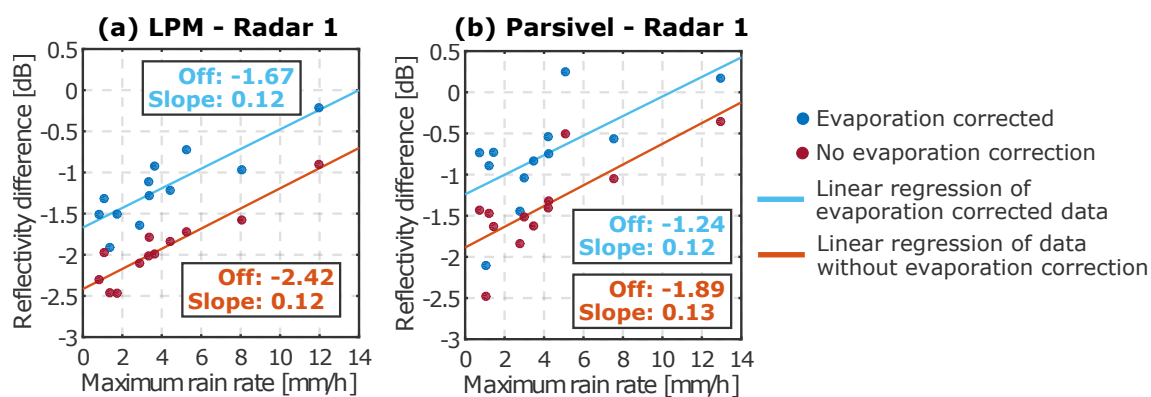 (a) LPM - Radar 1
Reflectivity difference [dB]
0.5
0
-0.5
-1
-1.5
-2
-2.5
-3
Off: -1.67
Slope: 0.12
Off: -2.42
Slope: 0.12
0 2 4 6 8 10 12 14
Maximum rain rate [mm/h]
(b) Parsivel - Radar 1
Reflectivity difference [dB]
0.5
0
-0.5
-1
-1.5
-2
-2.5
-3
Off: -1.24
Slope: 0.12
Off: -1.89
Slope: 0.13
0 2 4 6 8 10 12 14
Maximum rain rate [mm/h]
Evaporation corrected
No evaporation correction
Linear regression of
evaporation corrected data
Linear regression of data
without evaporation correction